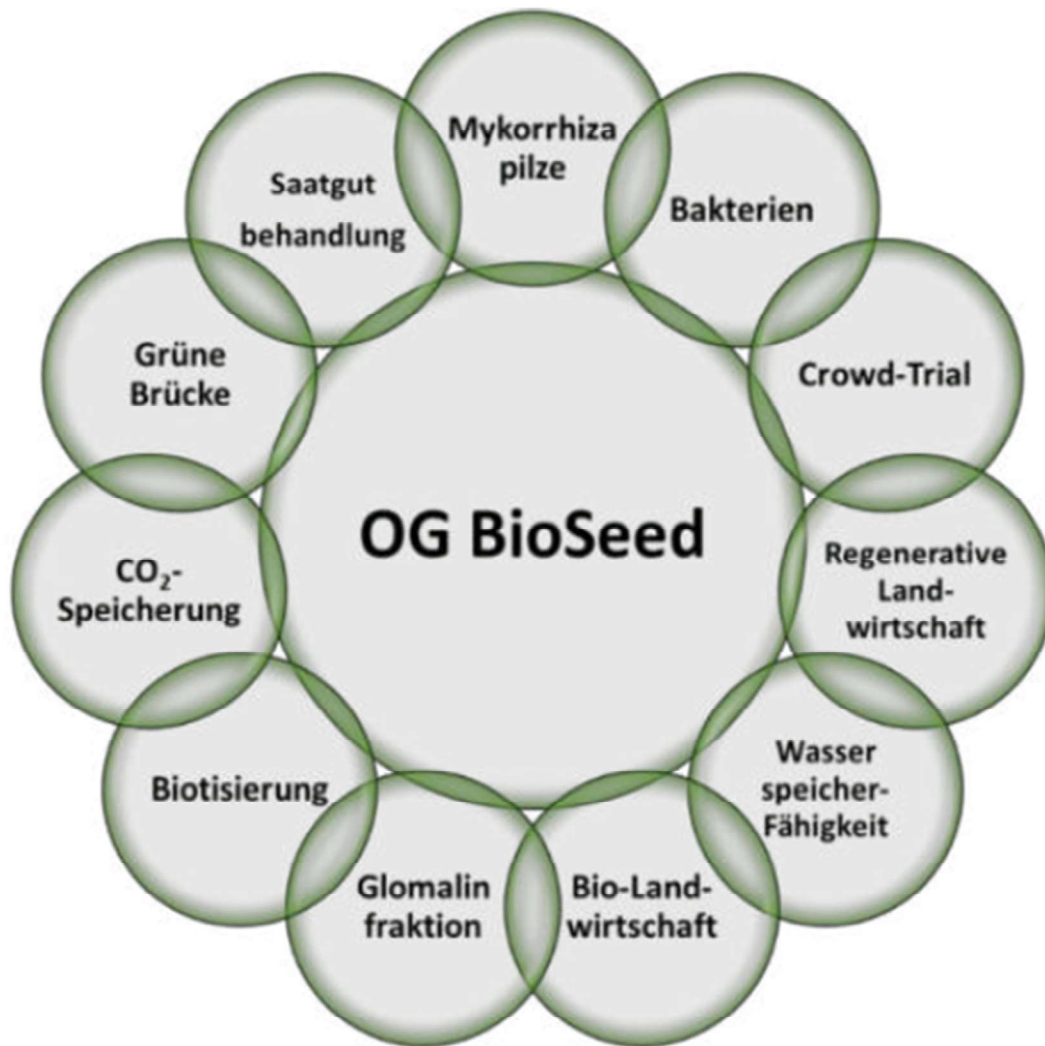 Mykorrhiza
pilze
Bakterien
Crowd-Trial
Regenerative
Land-
wirtschaft
Wasser
speicher-
Fähigkeit
Bio-Land-
wirtschaft
Glomalin
fraktion
Biotisierung
CO₂-
Speicherung
Grüne
Brücke
Saatgut
behandlung
OG BioSeed